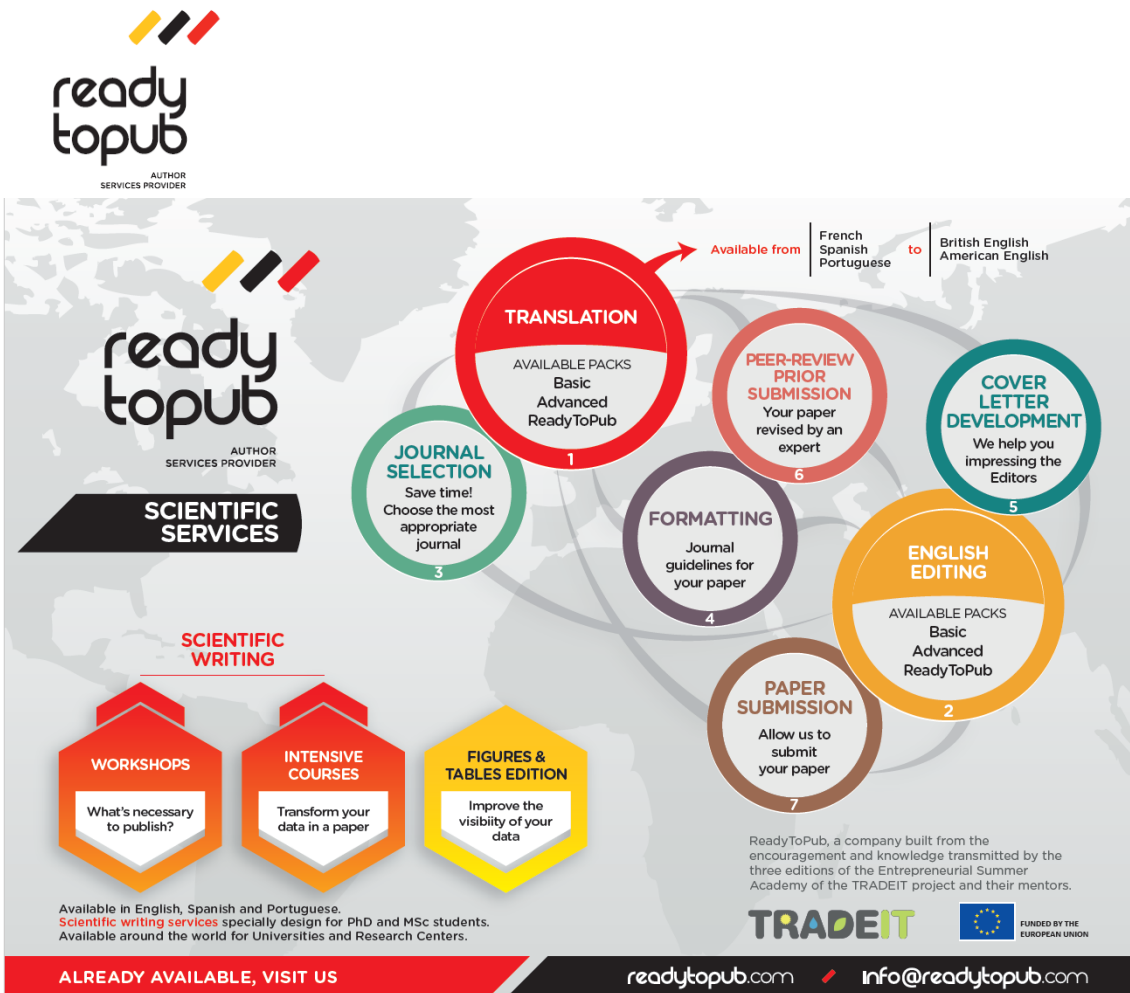 ready
topub
AUTHOR
SERVICES PROVIDER
ready
topub
AUTHOR
SERVICES PROVIDER
SCIENTIFIC
SERVICES
TRANSLATION
AVAILABLE PACKS
Basic
Advanced
ReadyToPub
1
Available from
French
Spanish
Portuguese
to
British English
American English
PEER-REVIEW
PRIOR
SUBMISSION
Your paper
revised by an
expert
6
COVER
LETTER
DEVELOPMENT
We help you
impressing the
Editors
5
JOURNAL
SELECTION
Save time!
Choose the most
appropriate
journal
3
FORMATTING
Journal
guidelines for
your paper
4
ENGLISH
EDITING
AVAILABLE PACKS
Basic
Advanced
ReadyToPub
2
PAPER
SUBMISSION
Allow us to
submit
your paper
7
SCIENTIFIC
WRITING
WORKSHOPS
What's necessary
to publish?
INTENSIVE
COURSES
Transform your
data in a paper
FIGURES &
TABLES EDITION
Improve the
visibiity of your
data
Available in English, Spanish and Portuguese.
Scientific writing services specially design for PhD and MSc students.
Available around the world for Universities and Research Centers.
ReadyToPub, a company built from the
encouragement and knowledge transmitted by the
three editions of the Entrepreneurial Summer
Academy of the TRADEIT project and their mentors.
TRADEIT
FUNDED BY THE
EUROPEAN UNION
ALREADY AVAILABLE, VISIT US
readytopub.com
info@readytopub.com